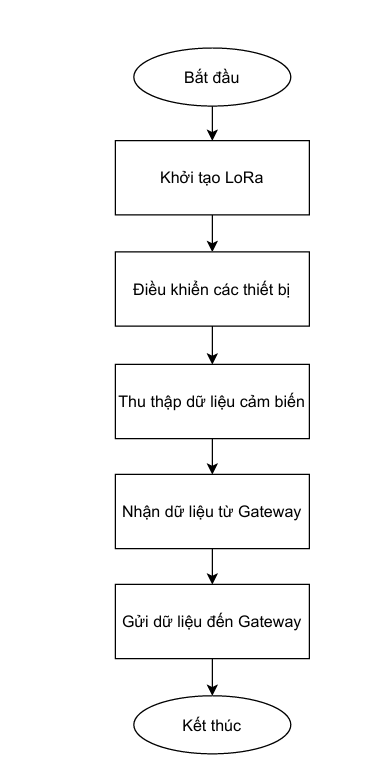 Bắt đầu
Khởi tạo LoRa
Điều khiển các thiết bị
Thu thập dữ liệu cảm biến
Nhận dữ liệu từ Gateway
Gửi dữ liệu đến Gateway
Kết thúc